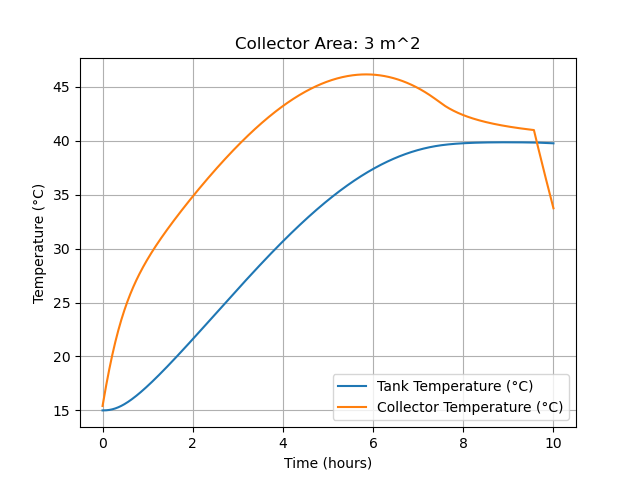 Collector Area: 3 m^2
Temperature (°C)
45
40
35
30
25
20
15
0
2
4
6
8
10
Time (hours)
Tank Temperature (°C)
Collector Temperature (°C)